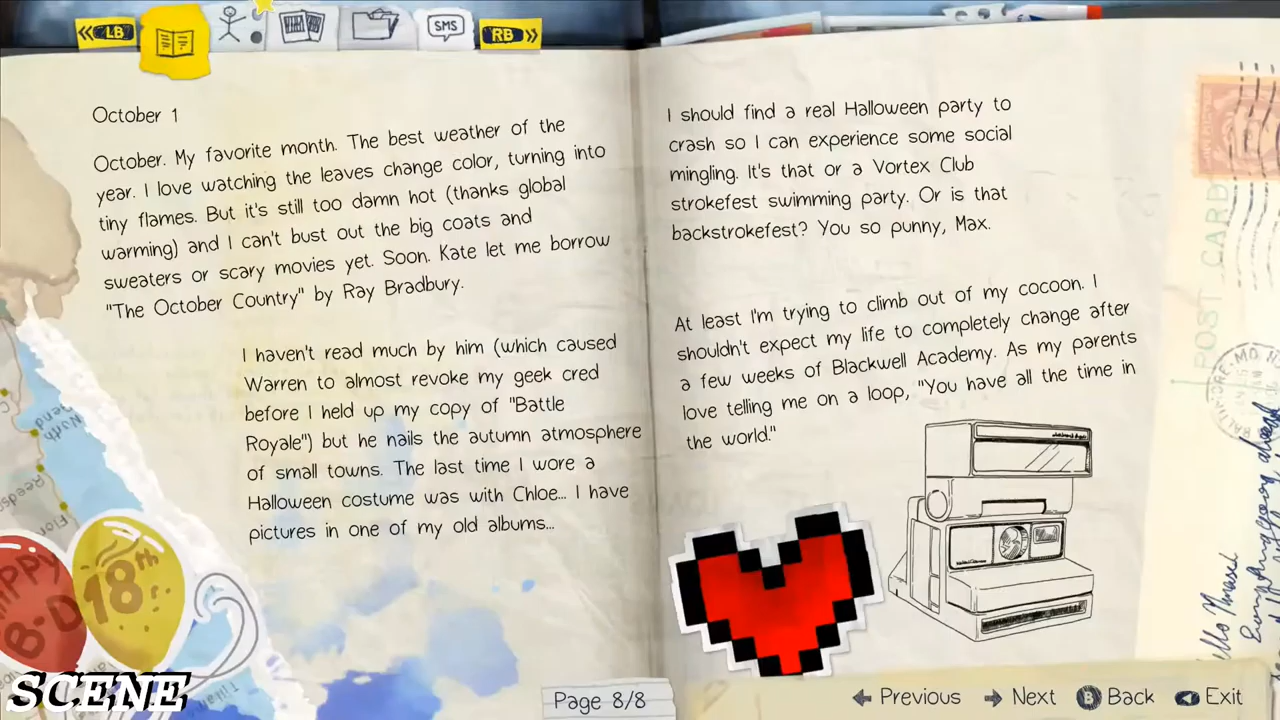 LB
SMS
RB
October 1
October. My favorite month. The best weather of the
year. I love watching the leaves change color, turning into
tiny flames. But it's still too damn hot (thanks global
warming) and I can't bust out the big coats and
sweaters or scary movies yet. Soon. Kate let me borrow
"The October Country" by Ray Bradbury.
I haven't read much by him (which caused
Warren to almost revoke my geek cred
before I held up my copy of "Battle
Royale") but he nails the autumn atmosphere
of small towns. The last time I wore a
Halloween costume was with Chloe... I have
pictures in one of my old albums...
I should find a real Halloween party to
crash so I can experience some social
mingling. It's that or a Vortex Club
strokefest swimming party. Or is that
backstrokefest? You so punny, Max.
At least I'm trying to climb out of my cocoon. I
shouldn't expect my life to completely change after
a few weeks of Blackwell Academy. As my parents
love telling me on a loop, "You have all the time in
the world."
POST CARD
North Bend
18th
B-D
SCENE
Page 8/8
Previous
Next
B Back
Exit